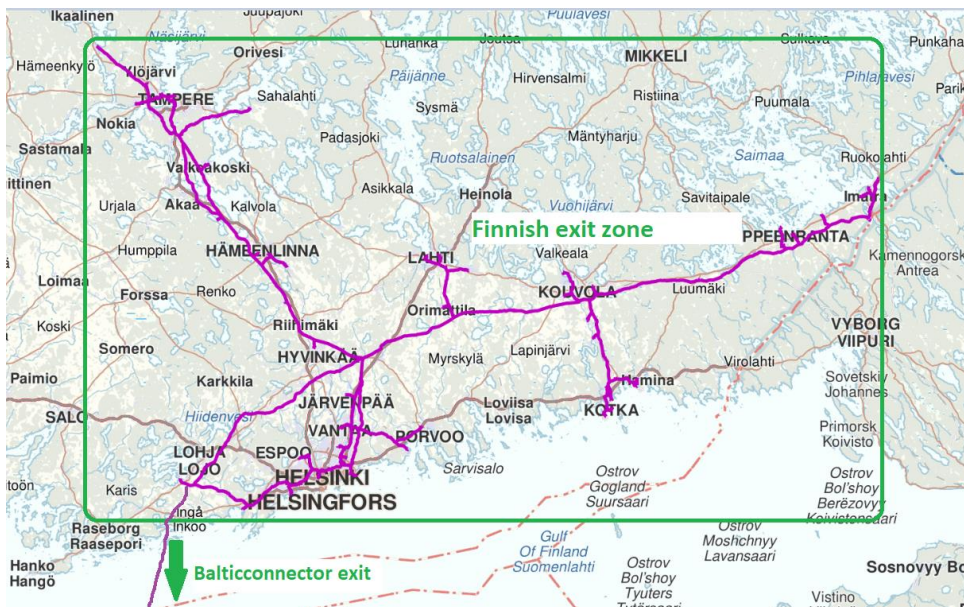 Ikaalinen
Juupajoki
Puulavesi
Luhanka
Joutsa
Sulkava
Punkaha
Näsijärvi
Orivesi
MIKKELI
Hämeenkylö
Ylöjärvi
Päijänne
Hirvensalmi
Pihlajavesi
Parik
TAMPERE
Sahalahti
Sysmä
Ristiina
Puumala
Nokia
Padasjoki
Mäntyharju
Sastamala
Ruotsalainen
Saimaa
Ruokolahti
Valkeakoski
ittinen
Asikkala
Heinola
Savitaipale
Imatra
Urjala
Akaa
Kalvola
Vuohijärvi
Finnish exit zone
PPEENRANTA
Humppila
HÄMEENLINNA
LAHTI
Valkeala
Kamennogorsk
Antrea
Loimaa
Forssa
Renko
KOUVOLA
Luumäki
Orimattila
Koski
Riihimäki
VYBORG
VIIPURI
Somero
HYVINKÄÄ
Myrskylä
Lapinjärvi
Virolahti
Paimio
Karkkila
Hamina
Sovetskiy
Johannes
SALO
Hiidenvesi
JÄRVENPÄÄ
Loviisa
Lovisa
KOTKA
VANTAA
PORVOO
Primorsk
Koivisto
LOHJA
LOJO
ESPOO
Sarvisalo
HELSINKI
HELSINGFORS
Ostrov
Gogland
Suursaari
Ostrov
Bol'shoy
Berëzovyy
Koivistonsaari
itöön
Karis
Ingå
Inkoo
Raseborg
Raasepori
Ostrov
Moshchnyy
Lavansaari
Gulf
Of Finland
Suomenlahti
Hanko
Hangö
Balticconnector exit
Ostrov
Bol'shoy
Tyuters
Tytärsaari
Sosnovyy Bo
Vistino